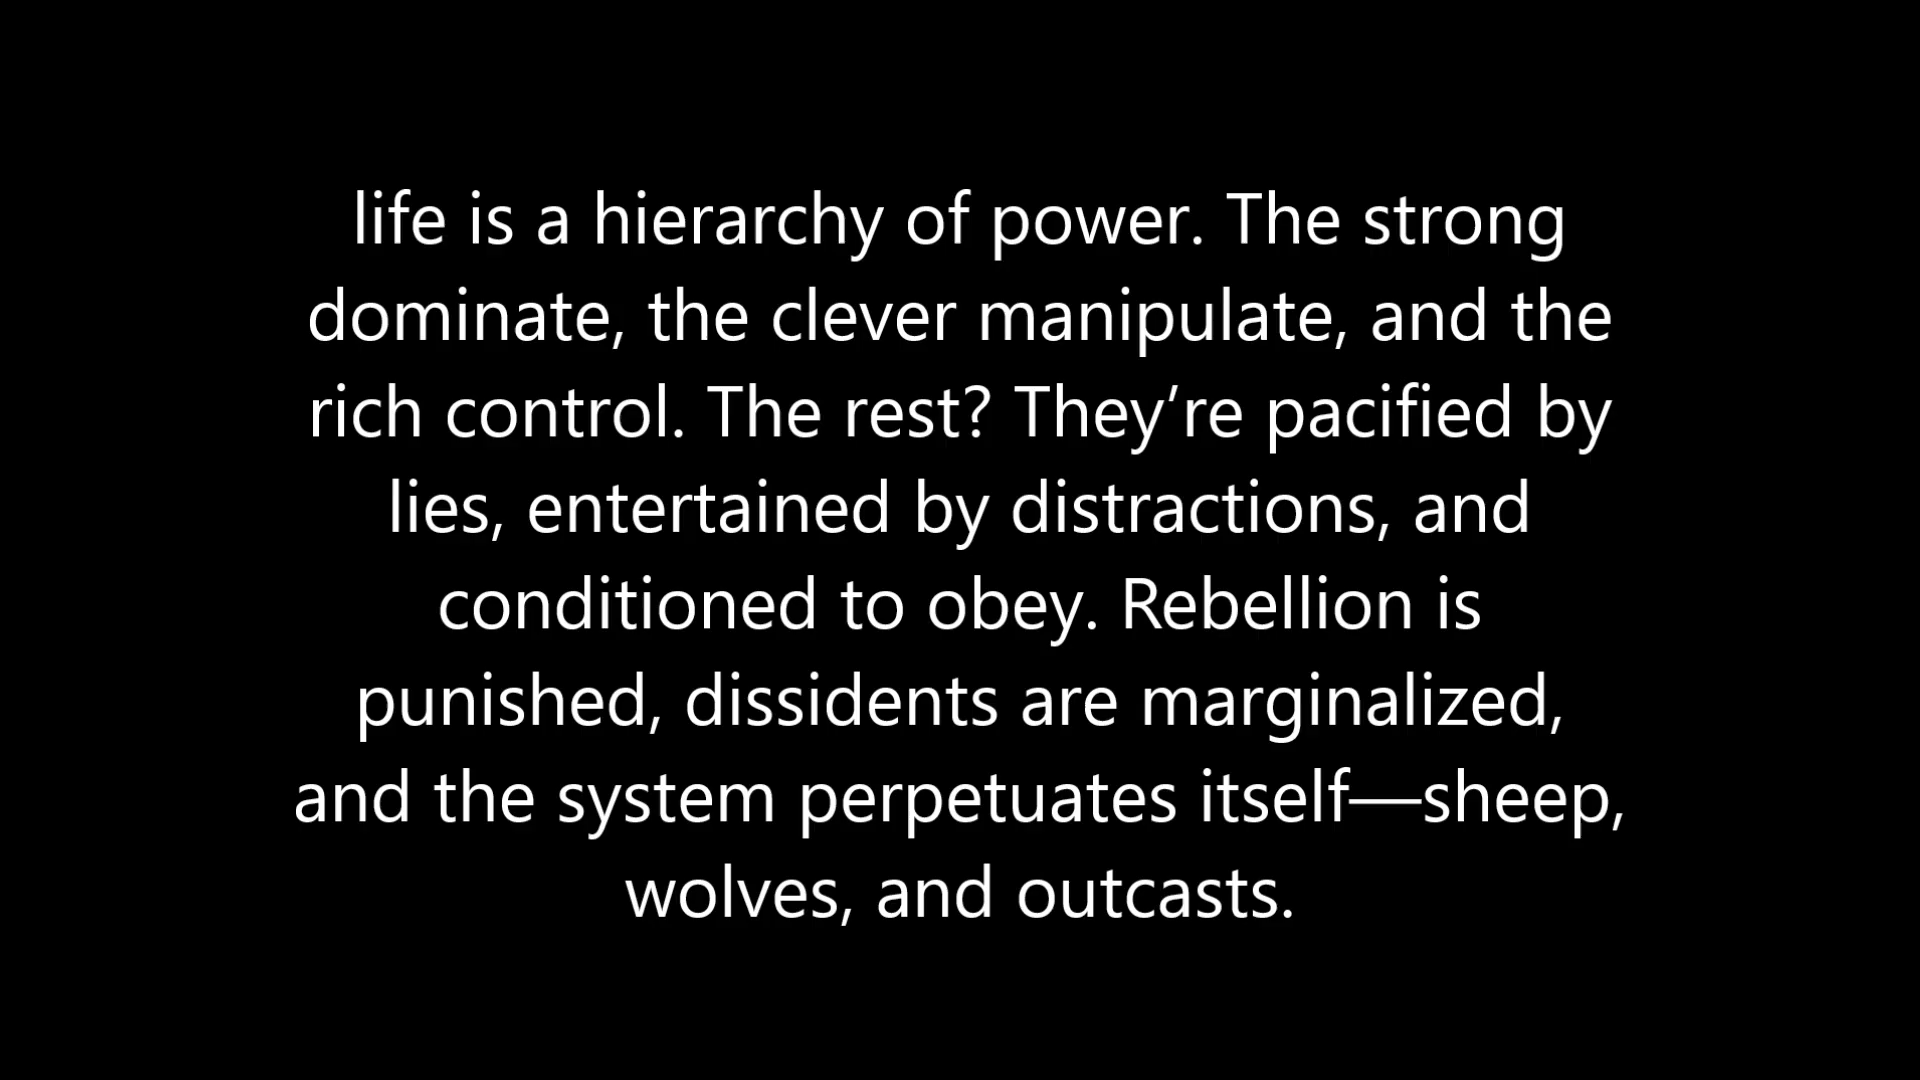 life is a hierarchy of power. The strong
dominate, the clever manipulate, and the
rich control. The rest? They’re pacified by
lies, entertained by distractions, and
conditioned to obey. Rebellion is
punished, dissidents are marginalized,
and the system perpetuates itself—sheep,
wolves, and outcasts.